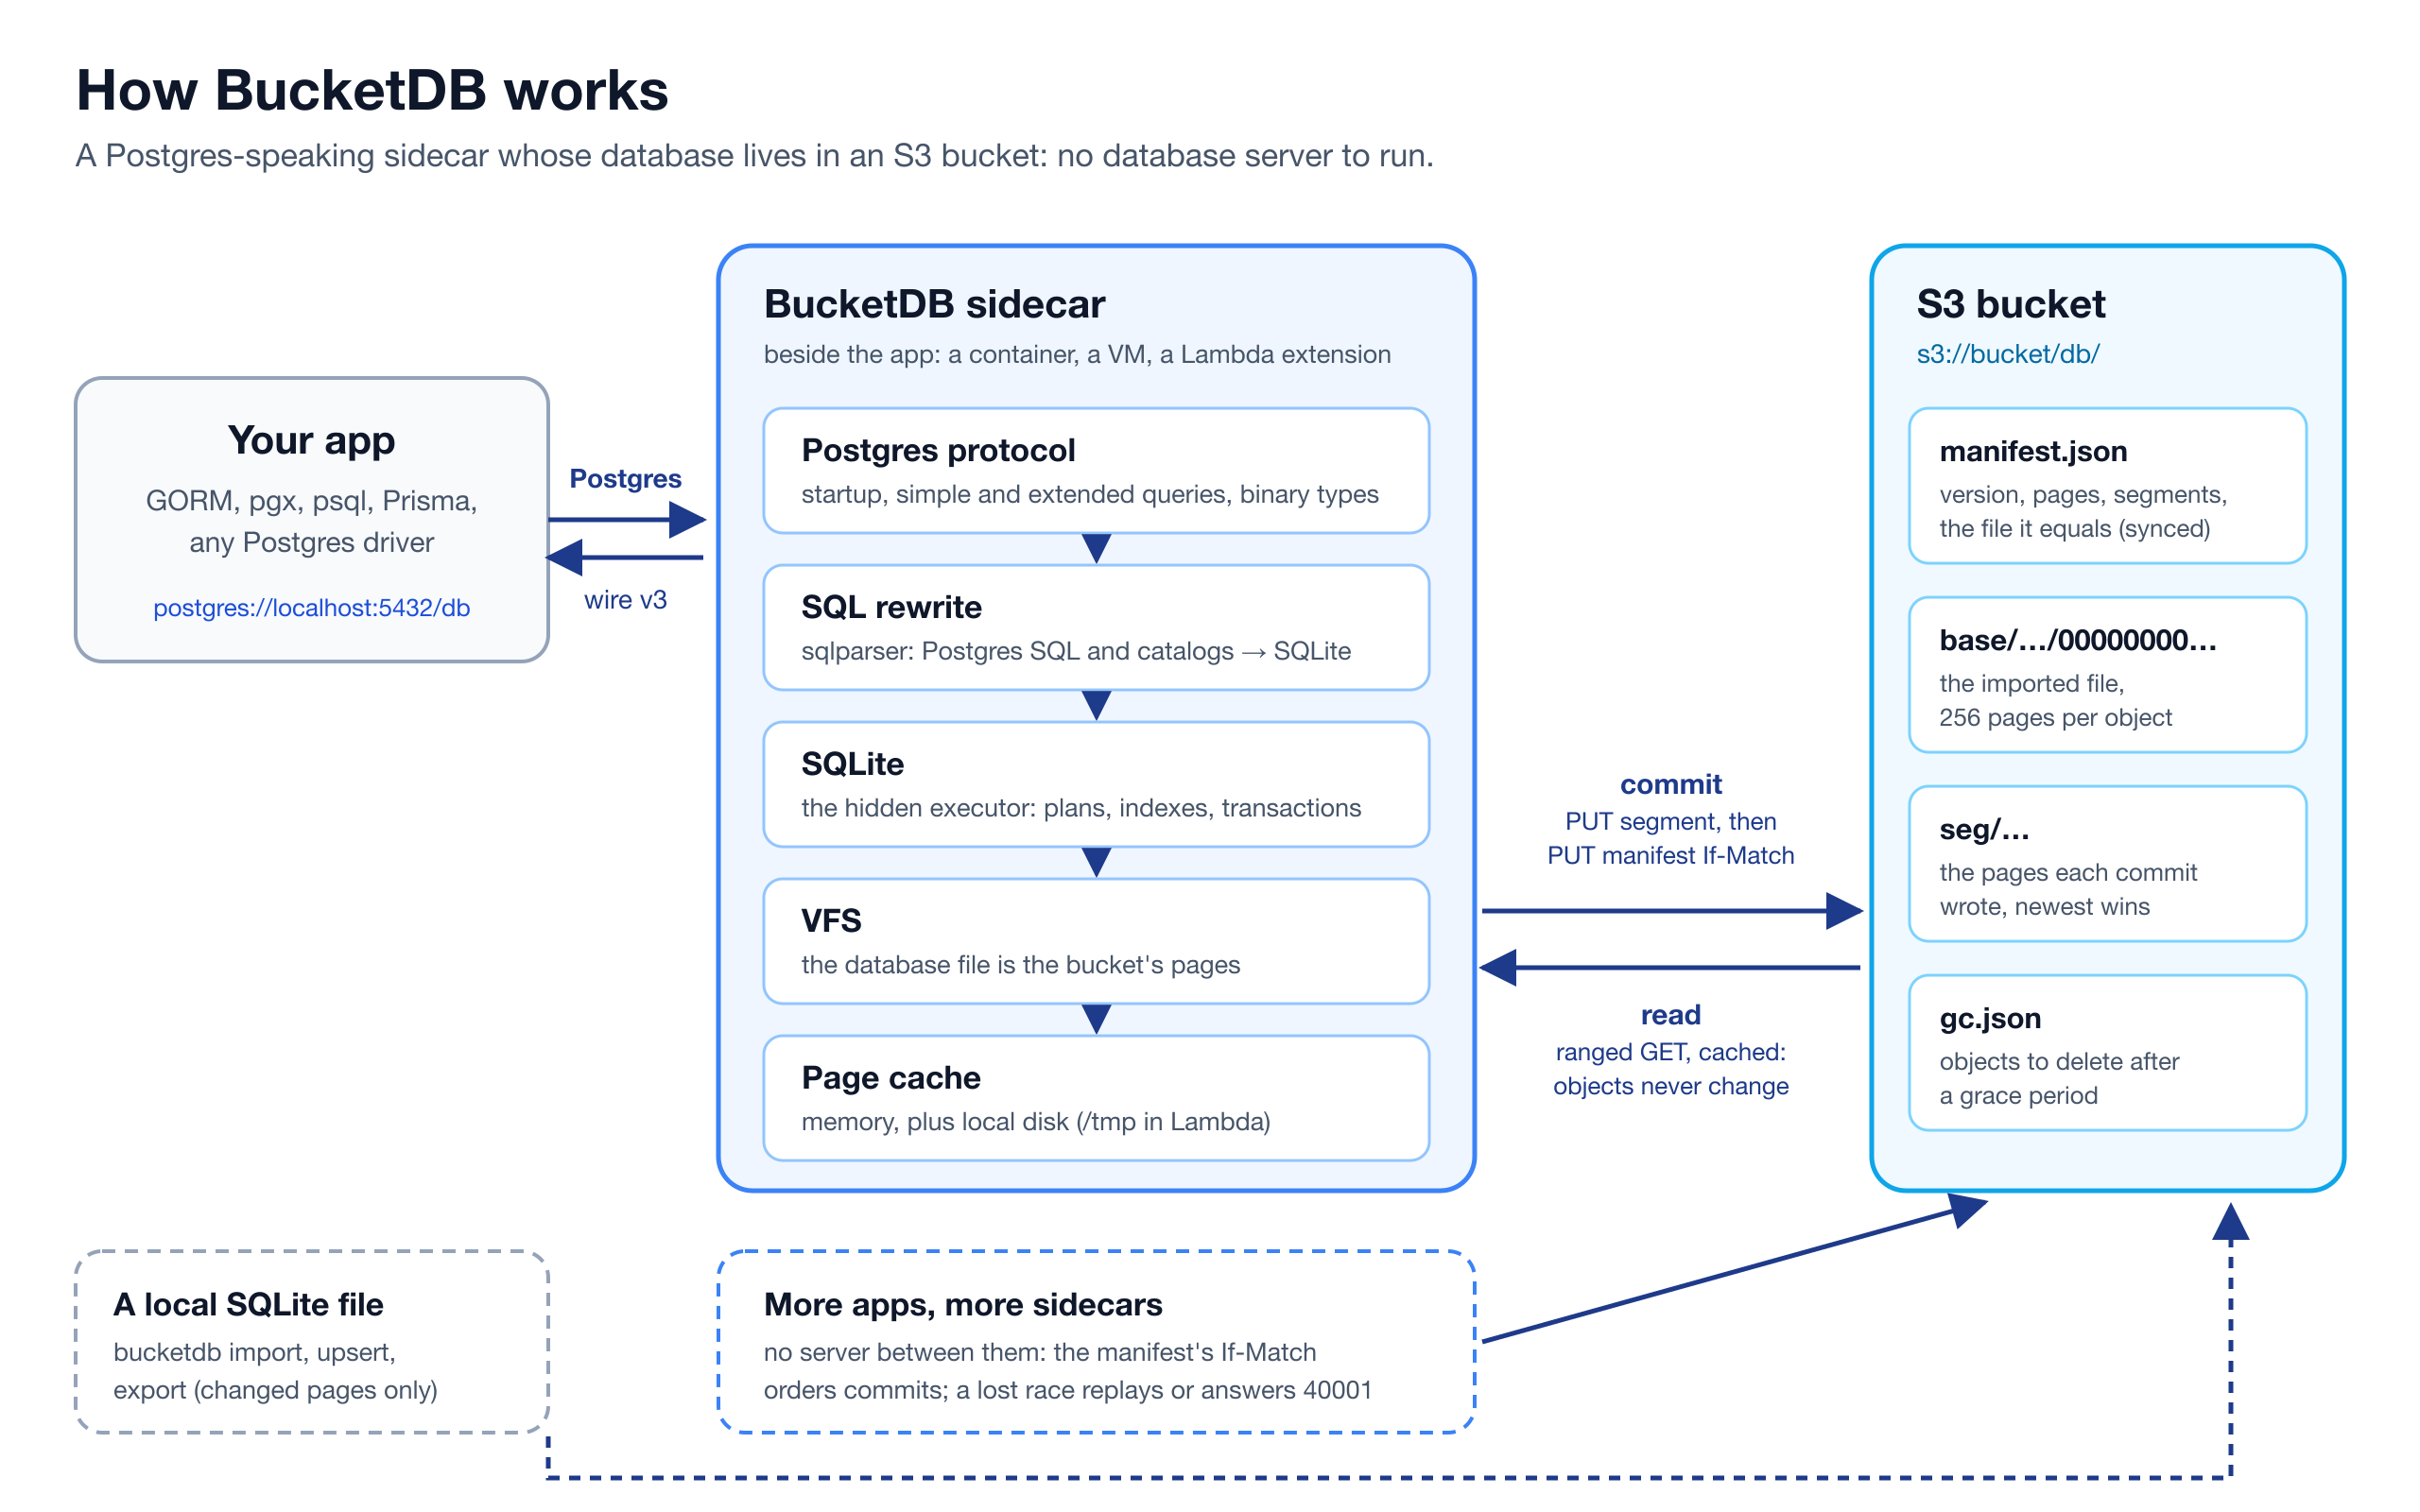 How BucketDB works
A Postgres-speaking sidecar whose database lives in an S3 bucket: no database server to run.
Your app
GORM, pgx, psql, Prisma,
any Postgres driver
postgres://localhost:5432/db
Postgres
wire v3
BucketDB sidecar
beside the app: a container, a VM, a Lambda extension
Postgres protocol
startup, simple and extended queries, binary types
SQL rewrite
sqlparser: Postgres SQL and catalogs → SQLite
SQLite
the hidden executor: plans, indexes, transactions
VFS
the database file is the bucket's pages
Page cache
memory, plus local disk (/tmp in Lambda)
commit
PUT segment, then
PUT manifest If-Match
read
ranged GET, cached:
objects never change
S3 bucket
s3://bucket/db/
manifest.json
version, pages, segments,
the file it equals (synced)
base/…/00000000…
the imported file,
256 pages per object
seg/…
the pages each commit
wrote, newest wins
gc.json
objects to delete after
a grace period
A local SQLite file
bucketdb import, upsert,
export (changed pages only)
More apps, more sidecars
no server between them: the manifest's If-Match
orders commits; a lost race replays or answers 40001